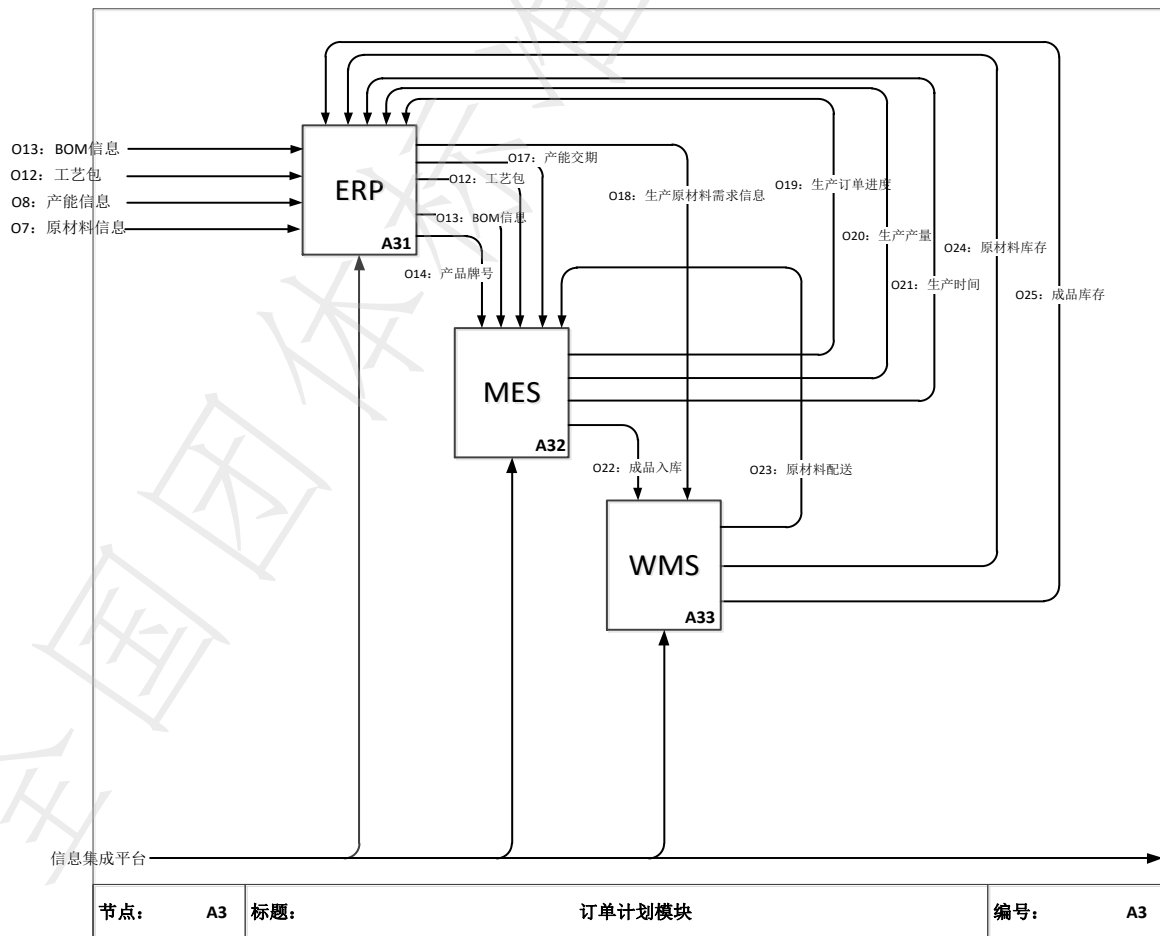 O13：BOM信息
O12：工艺包
O8：产能信息
O7：原材料信息
ERP
A31
O17：产能交期
O12：工艺包
O13：BOM信息
O14：产品牌号
O18：生产原材料需求信息
O19：生产订单进度
O20：生产产量
O21：生产时间
O24：原材料库存
O25：成品库存
MES
A32
O22：成品入库
O23：原材料配送
WMS
A33
信息集成平台
节点： A3 标题： 订单计划模块 编号： A3
全国团体标准